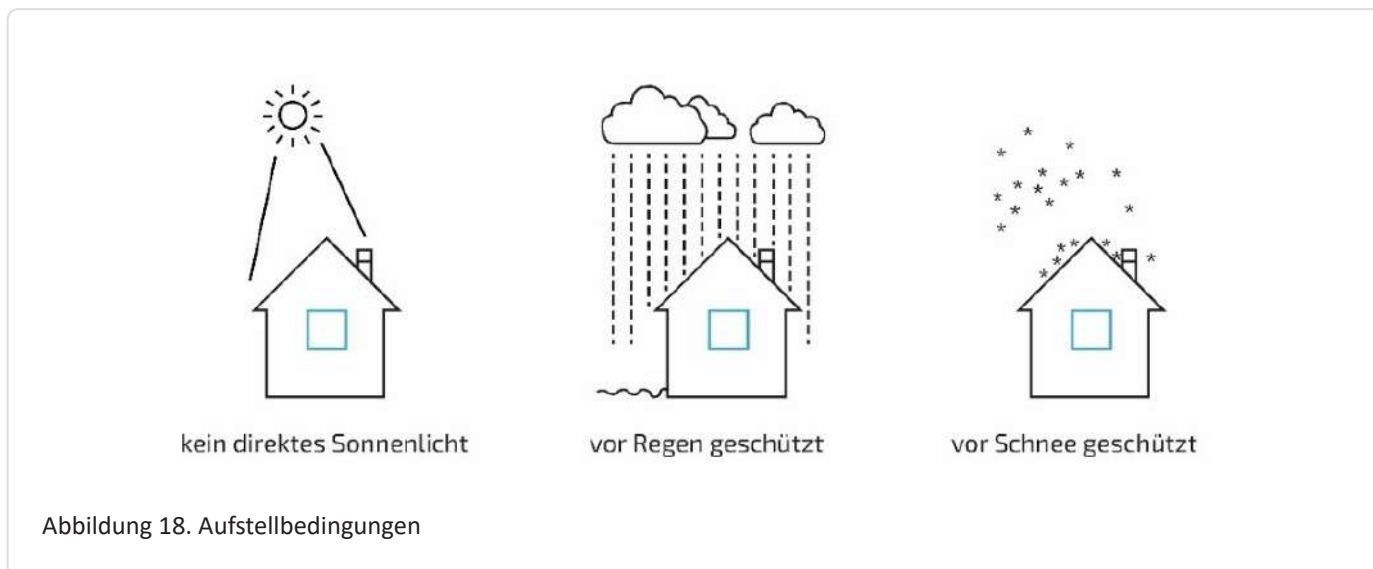 kein direktes Sonnenlicht
vor Regen geschützt
vor Schnee geschützt
Abbildung 18. Aufstellbedingungen